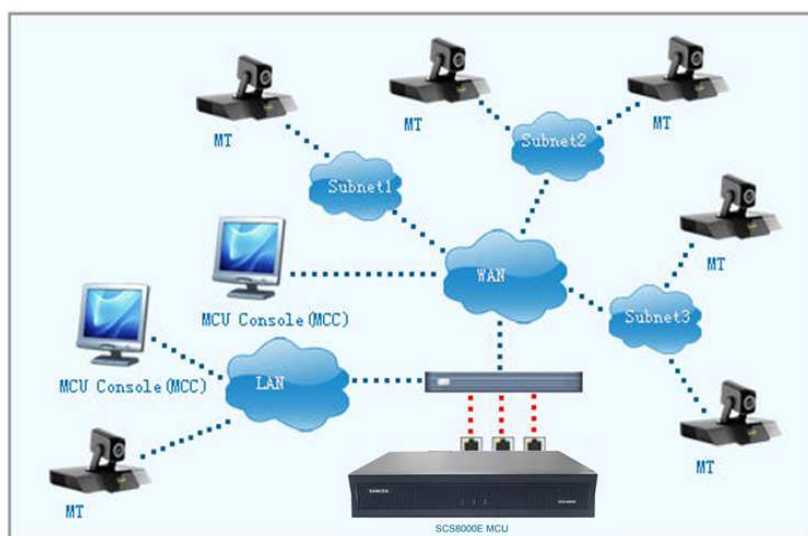 MT
MT
MT
Subnet2
Subnet1
MT
WAN
MCU Console(MCC)
Subnet3
MCU Console(MCC)
LAN
MT
MT
SCS8000E MCU